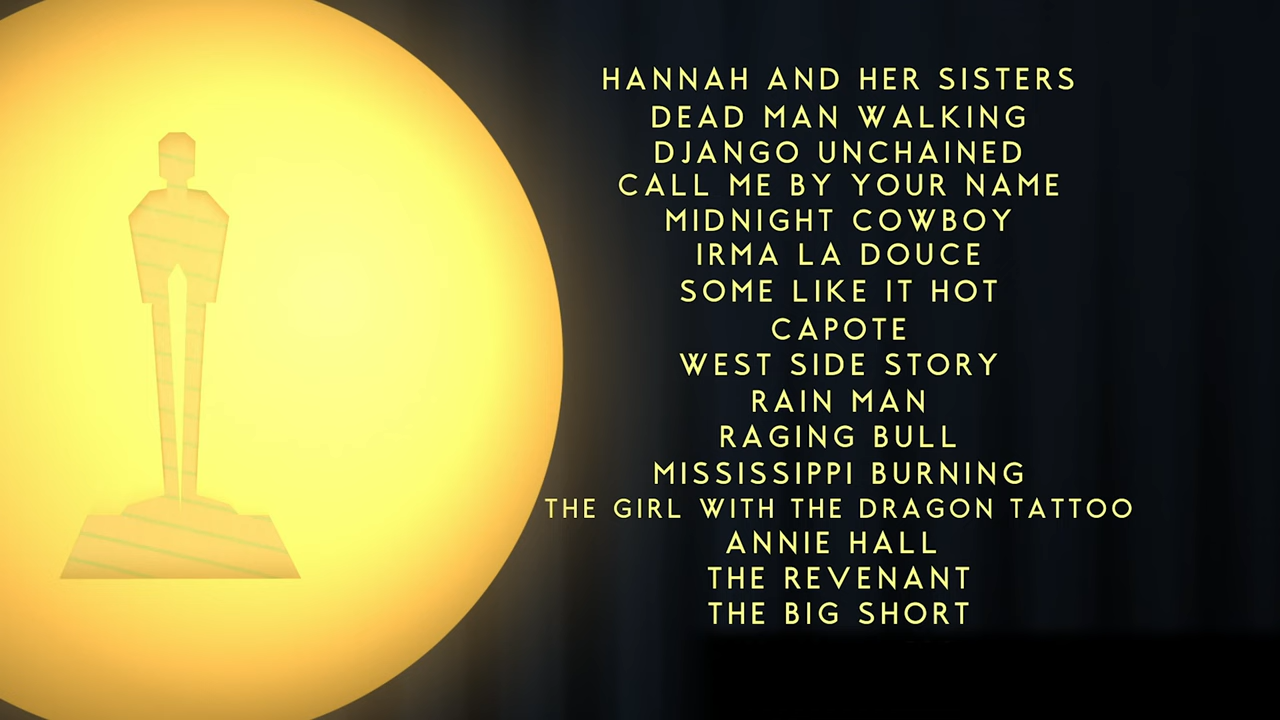 HANNAH AND HER SISTERS
DEAD MAN WALKING
DJANGO UNCHAINED
CALL ME BY YOUR NAME
MIDNIGHT COWBOY
IRMA LA DOUCE
SOME LIKE IT HOT
CAPOTE
WEST SIDE STORY
RAIN MAN
RAGING BULL
MISSISSIPPI BURNING
THE GIRL WITH THE DRAGON TATTOO
ANNIE HALL
THE REVENANT
THE BIG SHORT